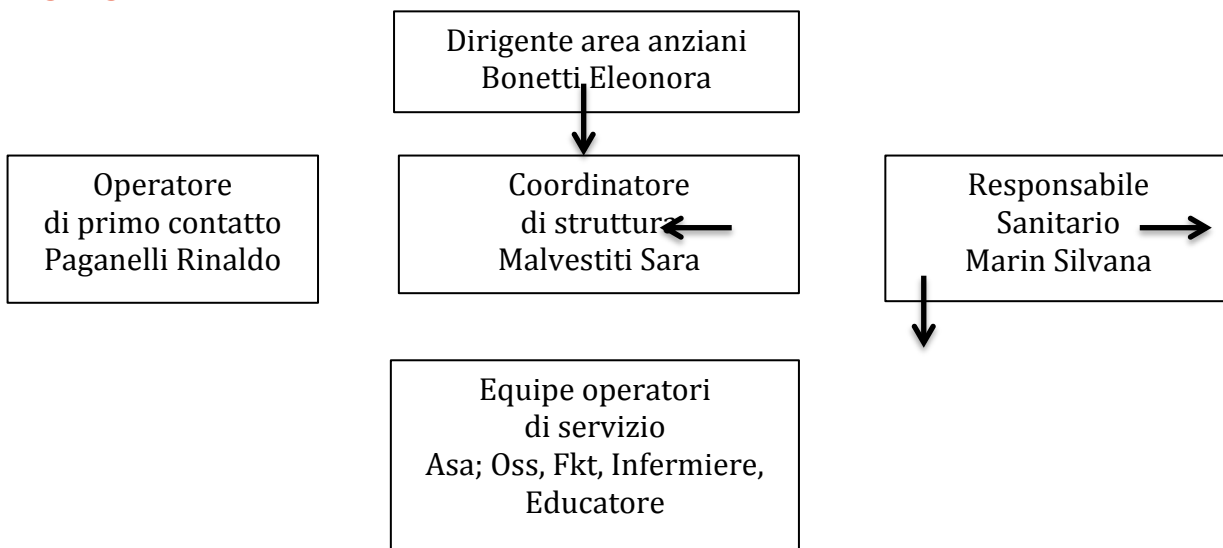 Dirigente area anziani
Bonetti Eleonora
Operatore
di primo contatto
Paganelli Rinaldo
Coordinatore
di struttura
Malvestiti Sara
Responsabile
Sanitario
Marin Silvana
Equipe operatori
di servizio
Asa; Oss, Fkt, Infermiere,
Educatore